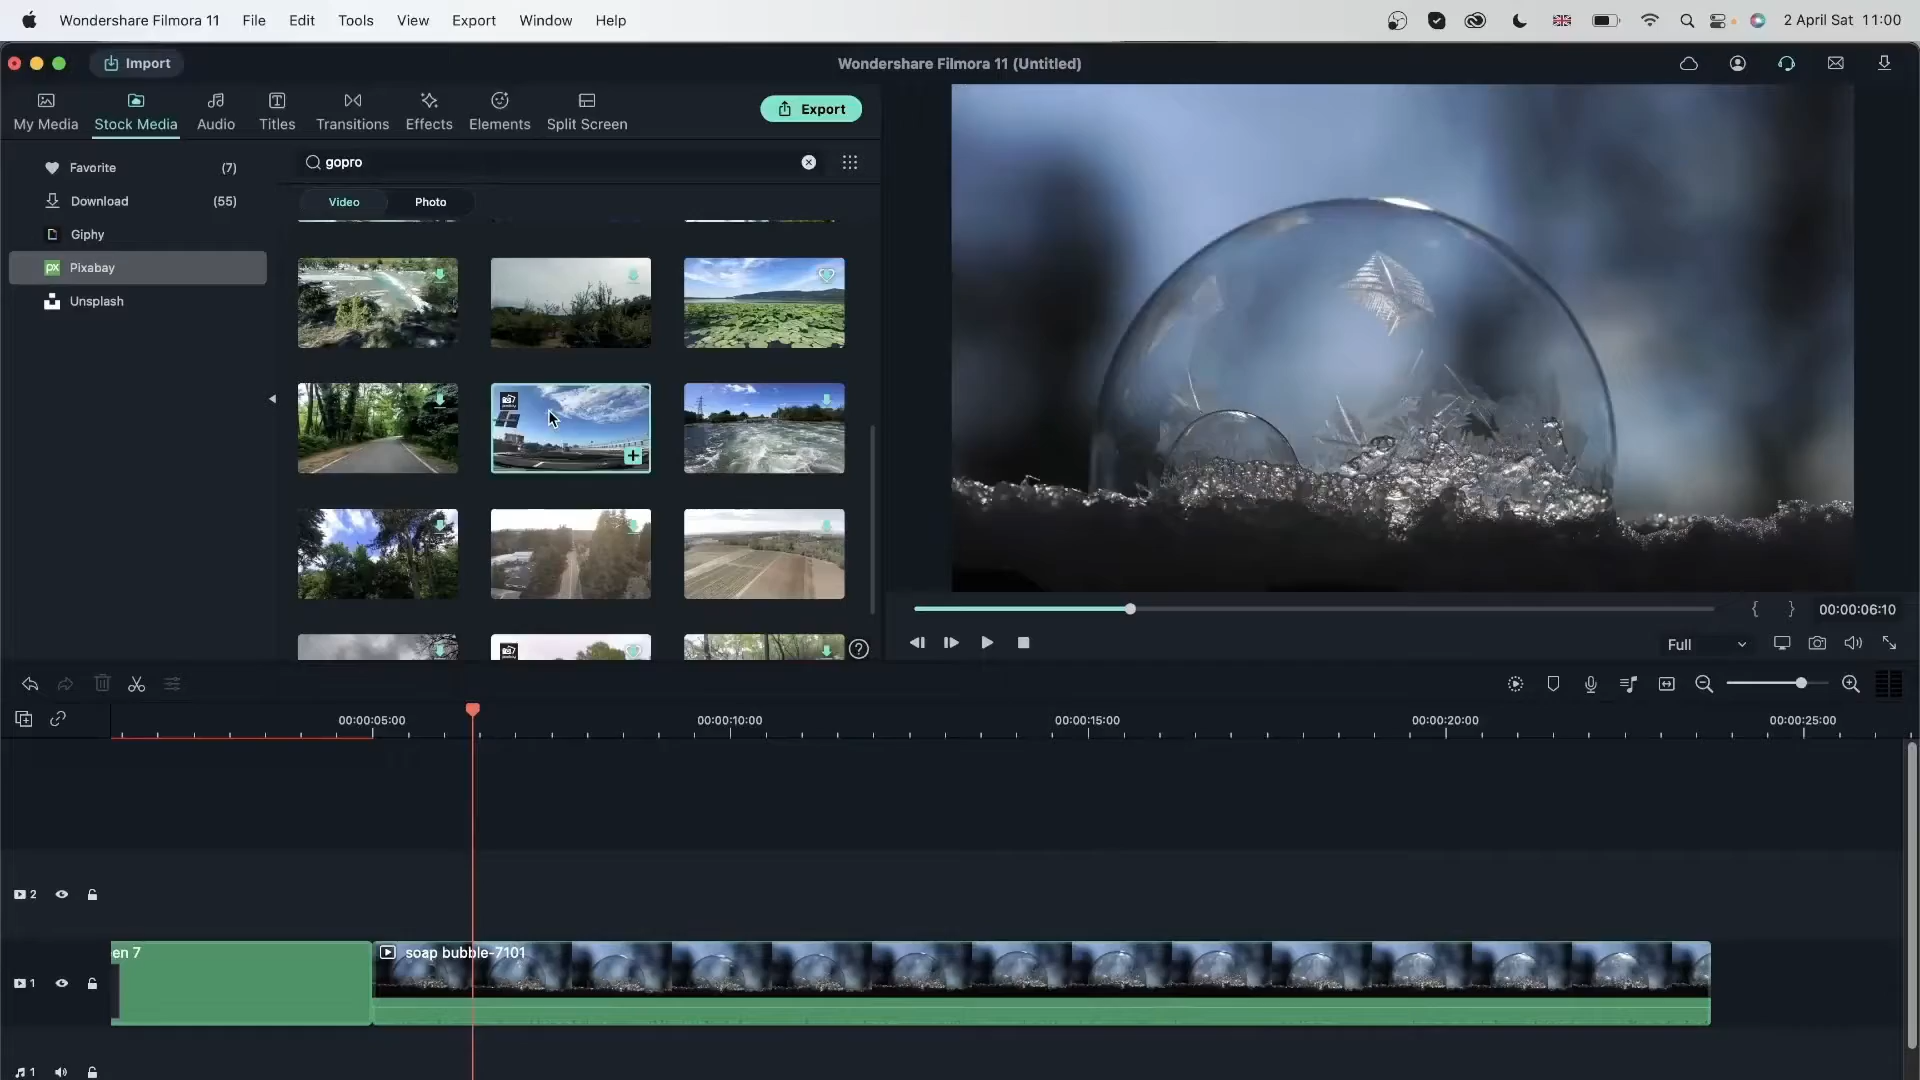 Wondershare Filmora 11 File Edit Tools View Export Window Help 2 April Sat 11:00
Import Wondershare Filmora 11 (Untitled)
My Media Stock Media Audio Titles Transitions Effects Elements Split Screen Export
Favorite (7)
Download (55)
Giphy
Pixabay
Unsplash
gopro
Video Photo
{ } 00:00:06:10
Full
00:00:05:00 00:00:10:00 00:00:15:00 00:00:20:00 00:00:25:00
2
en 7 soap bubble-7101
1
1